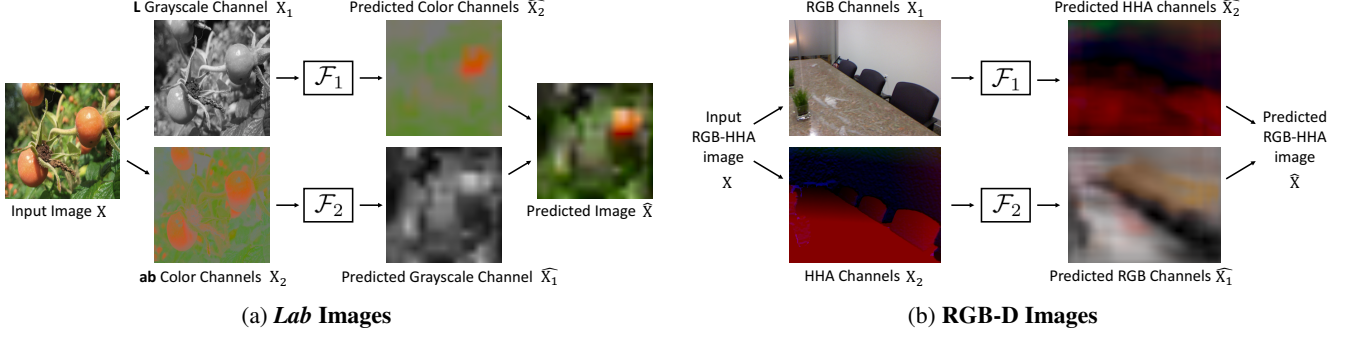 L Grayscale Channel X₁
Predicted Color Channels X̂₂
ℱ₁
Input Image X
ℱ₂
Predicted Image X̂
ab Color Channels X₂
Predicted Grayscale Channel X̂₁
(a) Lab Images
RGB Channels X₁
Predicted HHA channels X̂₂
ℱ₁
Input
RGB-HHA
image
X
Predicted
RGB-HHA
image
X̂
ℱ₂
HHA Channels X₂
Predicted RGB Channels X̂₁
(b) RGB-D Images